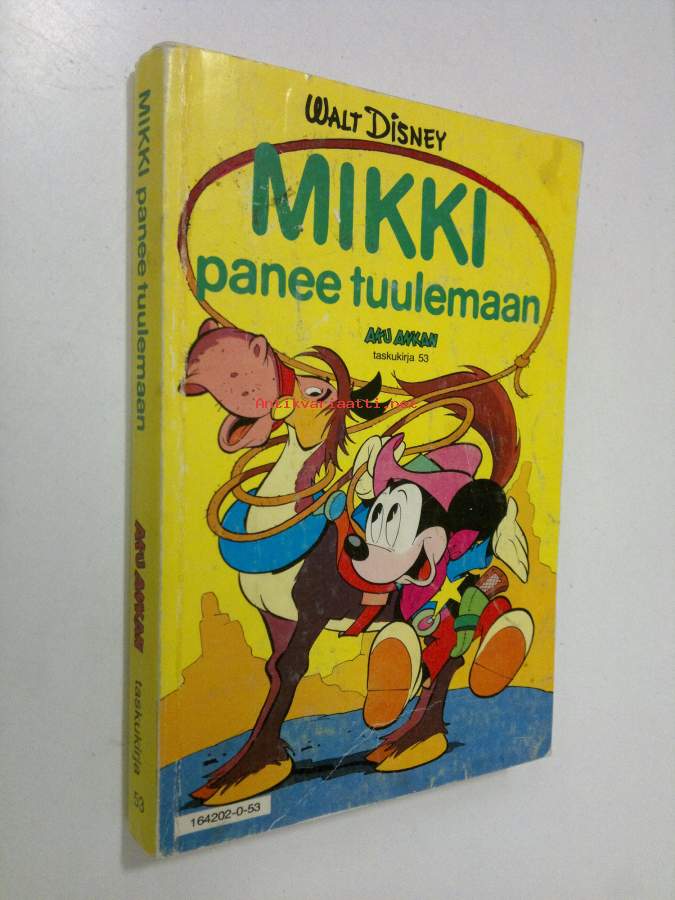 WALT DISNEY
MIKKI
panee tuulemaan
AKU ANKAN
taskukirja 53
Antikvariaatti.net
164202-0-53
MIKKI panee tuulemaan
AKU ANKAN
taskukirja 53